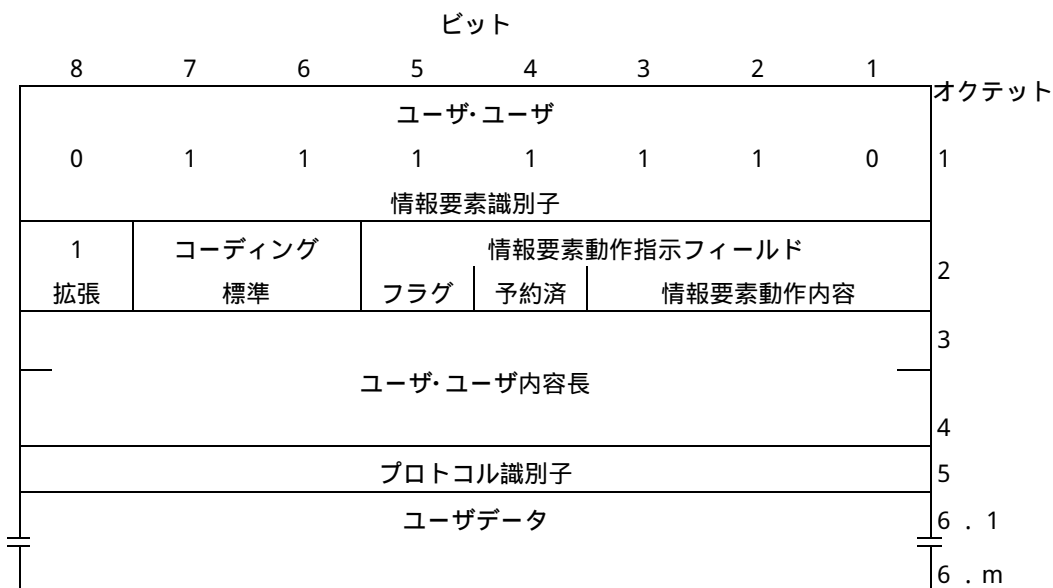 ビット
8 7 6 5 4 3 2 1
オクテット
ユーザ・ユーザ
0 1 1 1 1 1 1 0 1
情報要素識別子
1 コーディング 情報要素動作指示フィールド
2
拡張 標準 フラグ 予約済 情報要素動作内容
3
ユーザ・ユーザ内容長
4
プロトコル識別子 5
ユーザデータ 6.1
6.m